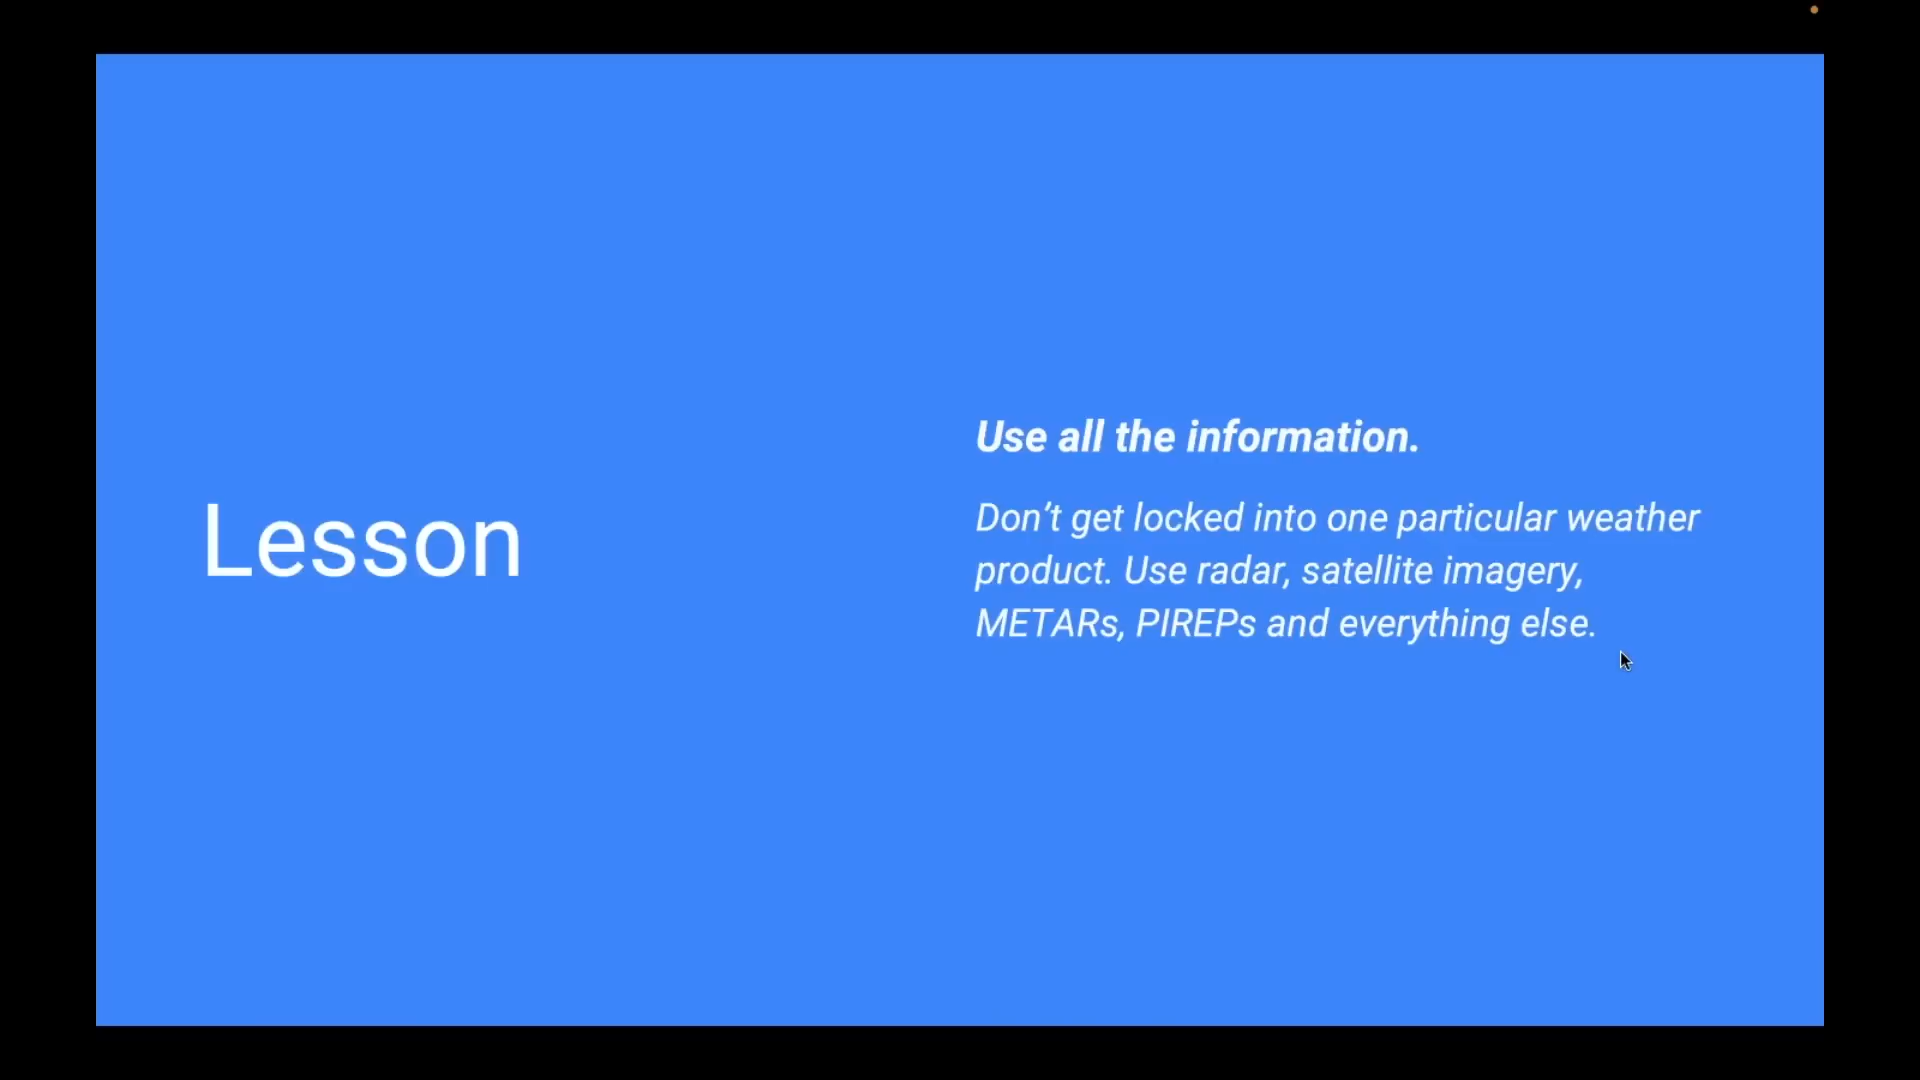 Lesson
Use all the information.
Don’t get locked into one particular weather
product. Use radar, satellite imagery,
METARs, PIREPs and everything else.